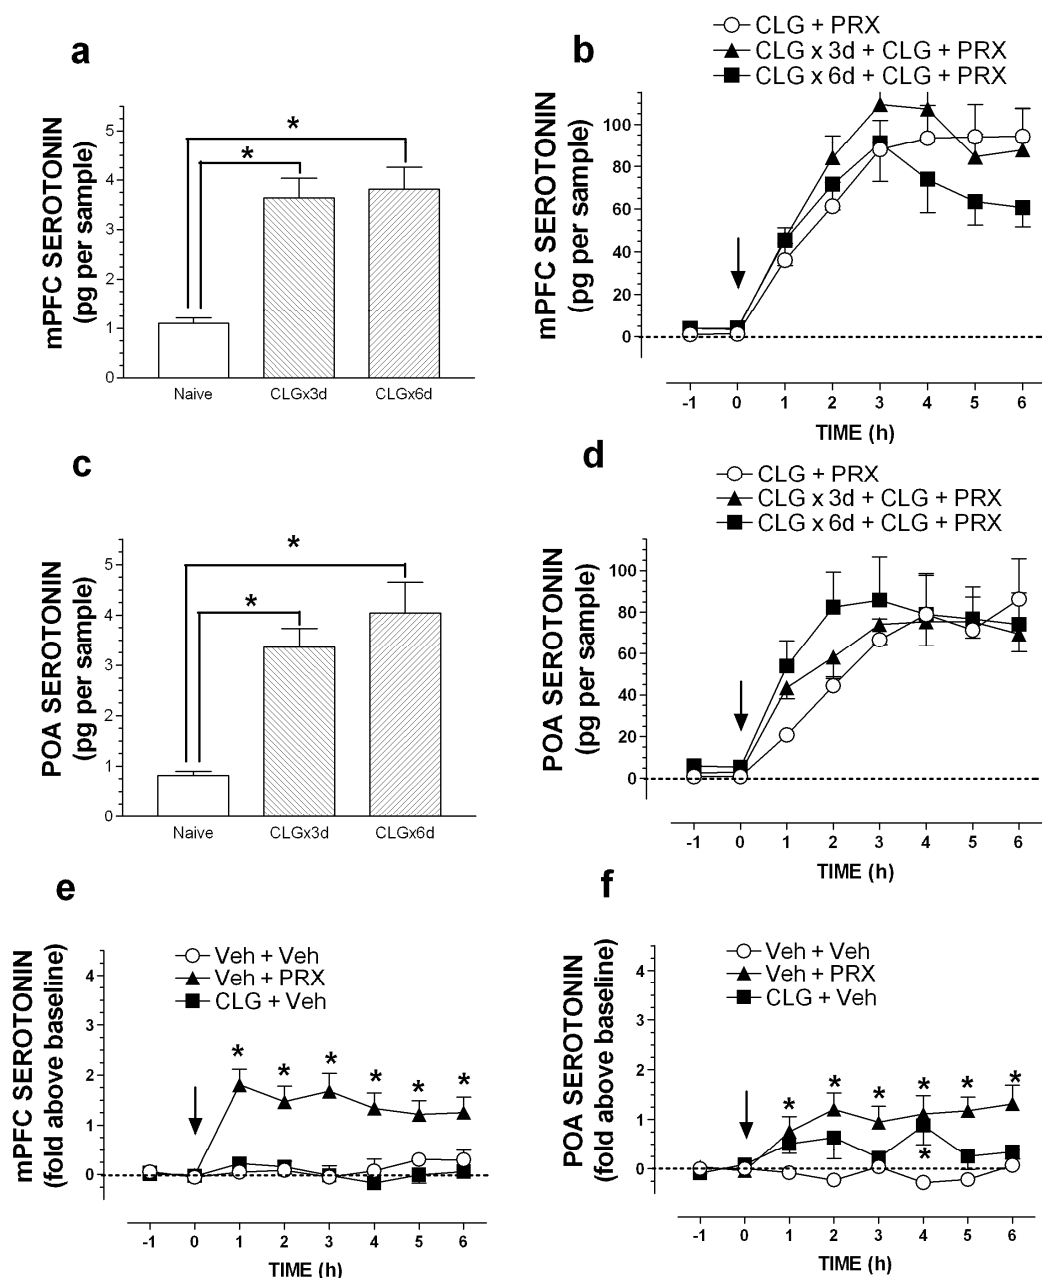 a
mPFC SEROTONIN
(pg per sample)
5
4
3
2
1
0
*
*
Naive
CLGx3d
CLGx6d
b
CLG + PRX
CLG x 3d + CLG + PRX
CLG x 6d + CLG + PRX
mPFC SEROTONIN
(pg per sample)
100
80
60
40
20
0
-1 0 1 2 3 4 5 6
TIME (h)
c
POA SEROTONIN
(pg per sample)
5
4
3
2
1
0
*
*
Naive
CLGx3d
CLGx6d
d
CLG + PRX
CLG x 3d + CLG + PRX
CLG x 6d + CLG + PRX
POA SEROTONIN
(pg per sample)
100
80
60
40
20
0
-1 0 1 2 3 4 5 6
TIME (h)
e
mPFC SEROTONIN
(fold above baseline)
Veh + Veh
Veh + PRX
CLG + Veh
4
3
2
1
0
* * * * * *
-1 0 1 2 3 4 5 6
TIME (h)
f
POA SEROTONIN
(fold above baseline)
Veh + Veh
Veh + PRX
CLG + Veh
4
3
2
1
0
* * * * * *
*
-1 0 1 2 3 4 5 6
TIME (h)